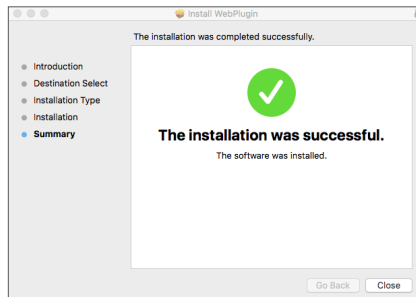 Install WebPlugin
The installation was completed successfully.
Introduction
Destination Select
Installation Type
Installation
Summary
The installation was successful.
The software was installed.
Go Back
Close